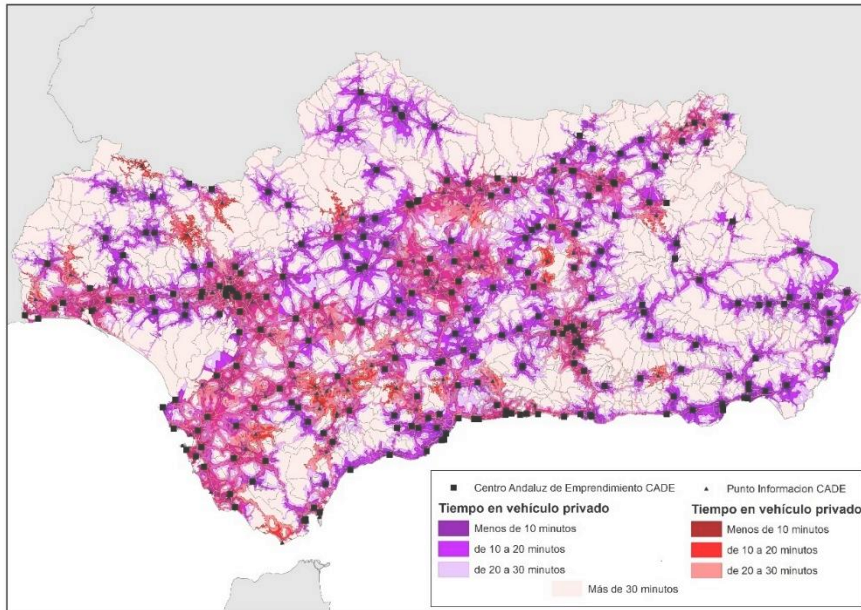 Centro Andaluz de Emprendimiento CADE
Punto Informacion CADE
Tiempo en vehículo privado
Tiempo en vehículo privado
Menos de 10 minutos
Menos de 10 minutos
de 10 a 20 minutos
de 10 a 20 minutos
de 20 a 30 minutos
de 20 a 30 minutos
Más de 30 minutos